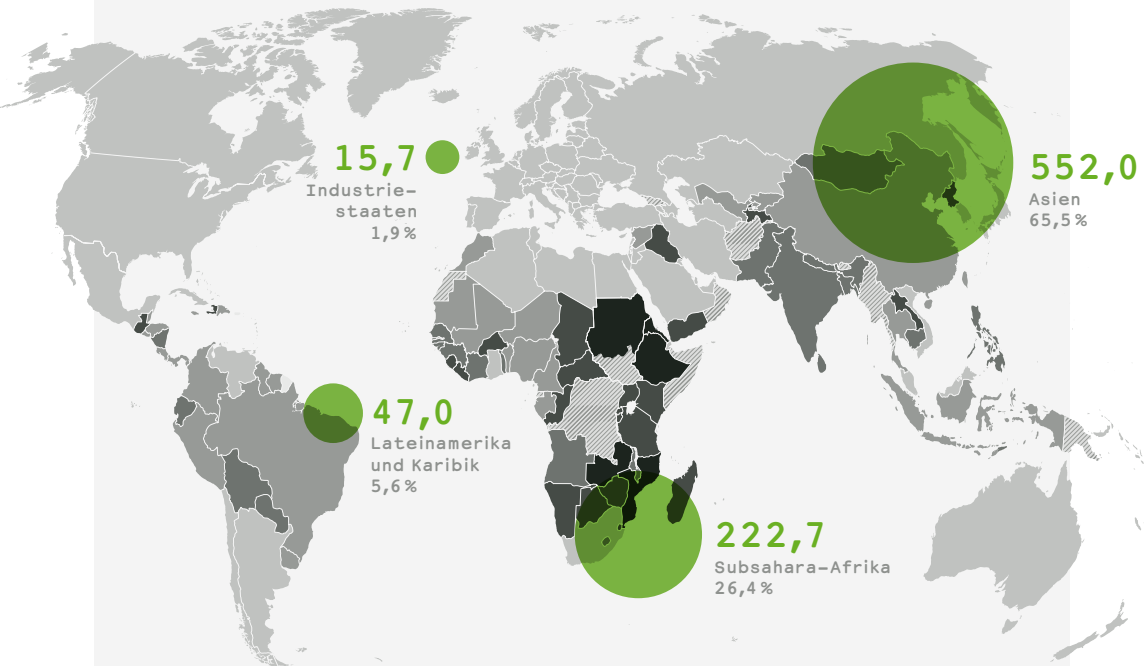 15,7
Industrie-
staaten
1,9%
552,0
Asien
65,5%
47,0
Lateinamerika
und Karibik
5,6%
222,7
Subsahara-Afrika
26,4%